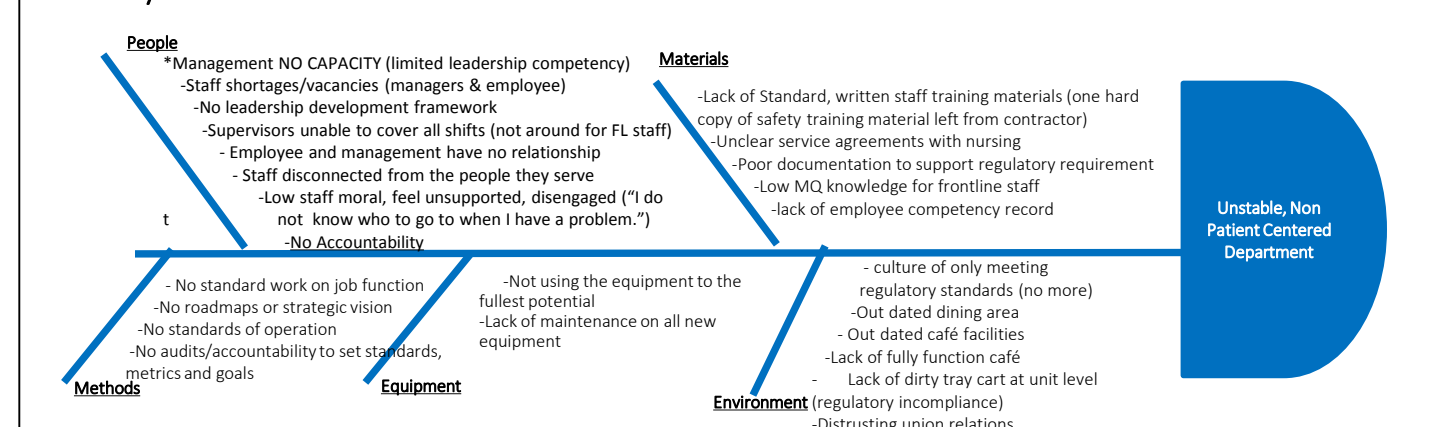 People
*Management NO CAPACITY (limited leadership competency)
-Staff shortages/vacancies (managers & employee)
-No leadership development framework
-Supervisors unable to cover all shifts (not around for FL staff)
- Employee and management have no relationship
- Staff disconnected from the people they serve
-Low staff moral, feel unsupported, disengaged (“I do
t not know who to go to when I have a problem.”)
-No Accountability
Materials
-Lack of Standard, written staff training materials (one hard
copy of safety training material left from contractor)
-Unclear service agreements with nursing
-Poor documentation to support regulatory requirement
-Low MQ knowledge for frontline staff
-lack of employee competency record
Unstable, Non
Patient Centered
Department
- No standard work on job function
-No roadmaps or strategic vision
-No standards of operation
-No audits/accountability to set standards,
metrics and goals
Methods
-Not using the equipment to the
fullest potential
-Lack of maintenance on all new
equipment
Equipment
- culture of only meeting
regulatory standards (no more)
-Out dated dining area
- Out dated café facilities
-Lack of fully function café
- Lack of dirty tray cart at unit level
Environment (regulatory incompliance)
-Distrusting union relations